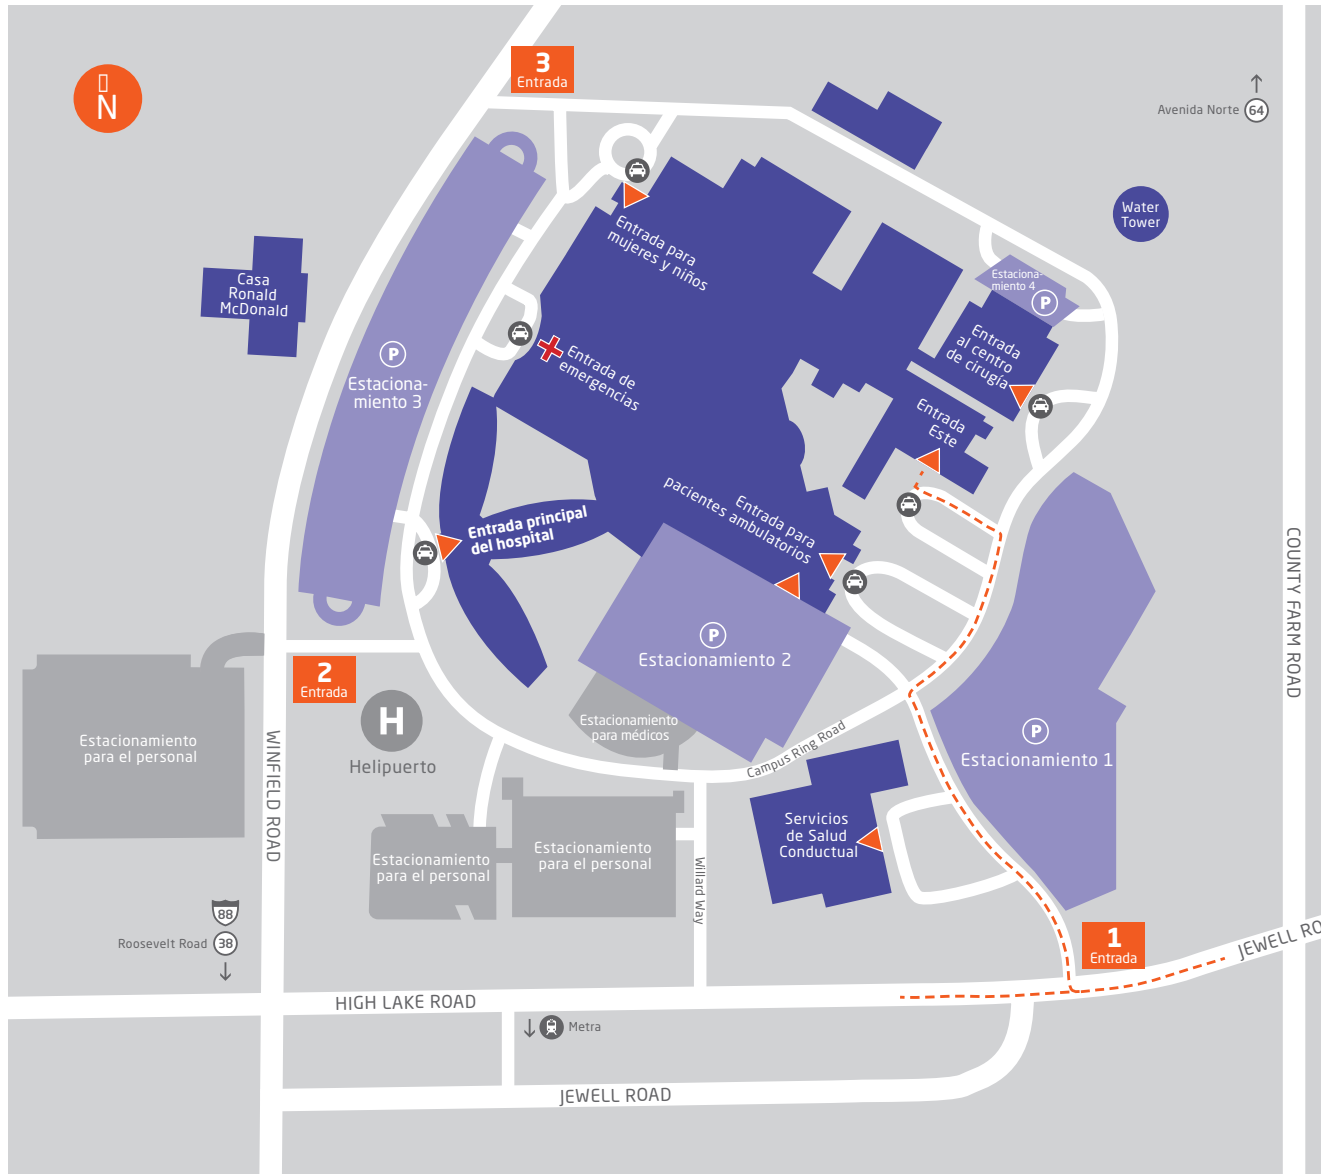 3
Entrada
N
Avenida Norte 64
Water
Tower
Entrada para
mujeres y niños
Casa
Ronald
McDonald
Estaciona-
miento 4
P
Entrada
al centro
de cirugía
P
Estaciona-
miento 3
Entrada de
emergencias
Entrada
Este
Entrada para
pacientes ambulatorios
Entrada principal
del hospital
COUNTY FARM ROAD
P
Estacionamiento 2
2
Entrada
H
Helipuerto
Estacionamiento
para médicos
Estacionamiento
para el personal
WINFIELD ROAD
Campus Ring Road
P
Estacionamiento 1
Servicios
de Salud
Conductual
Estacionamiento
para el personal
Estacionamiento
para el personal
Willard Way
88
Roosevelt Road 38
1
Entrada
JEWELL RO
HIGH LAKE ROAD
Metra
JEWELL ROAD